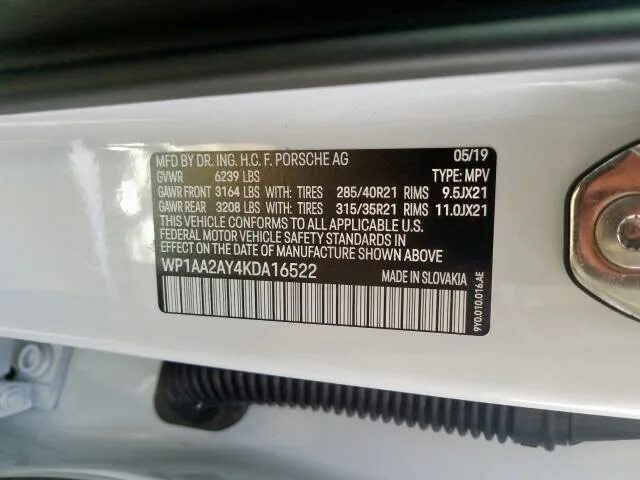 MFD BY DR. ING. H.C. F. PORSCHE AG 05/19
GVWR 6239 LBS TYPE: MPV
GAWR FRONT 3164 LBS WITH: TIRES 285/40R21 RIMS 9.5JX21
GAWR REAR 3208 LBS WITH: TIRES 315/35R21 RIMS 11.0JX21
THIS VEHICLE CONFORMS TO ALL APPLICABLE U.S.
FEDERAL MOTOR VEHICLE SAFETY STANDARDS IN
EFFECT ON THE DATE OF MANUFACTURE SHOWN ABOVE
WP1AA2AY4KDA16522 MADE IN SLOVAKIA
9Y0.010.016.AE